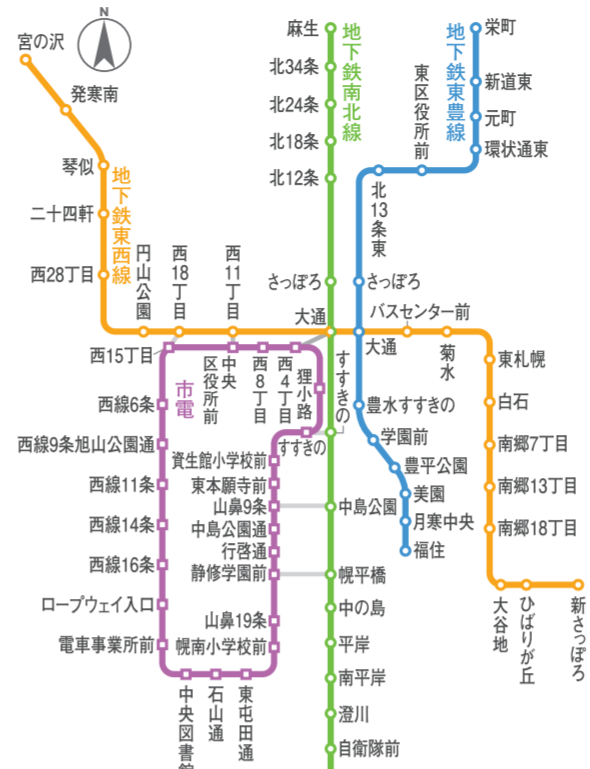 N
宮の沢
発寒南
琴似
二十四軒
西28丁目
地下鉄東西線
円山公園
西18丁目
西11丁目
大通
バスセンター前
菊水
東札幌
白石
南郷7丁目
南郷13丁目
南郷18丁目
大谷地
ひばりが丘
新さっぽろ
麻生
地下鉄南北線
北34条
北24条
北18条
北12条
さっぽろ
すすきの
中島公園
幌平橋
中の島
平岸
南平岸
澄川
自衛隊前
栄町
地下鉄東豊線
新道東
元町
環状通東
東区役所前
北13条東
さっぽろ
大通
豊水すすきの
学園前
豊平公園
美園
月寒中央
福住
市電
西15丁目
中央区役所前
西8丁目
西4丁目
狸小路
すすきの
資生館小学校前
東本願寺前
山鼻9条
中島公園通
行啓通
静修学園前
山鼻19条
幌南小学校前
東屯田通
石山通
中央図書館
電車事業所前
ロープウェイ入口
西線16条
西線14条
西線11条
西線9条旭山公園通
西線6条